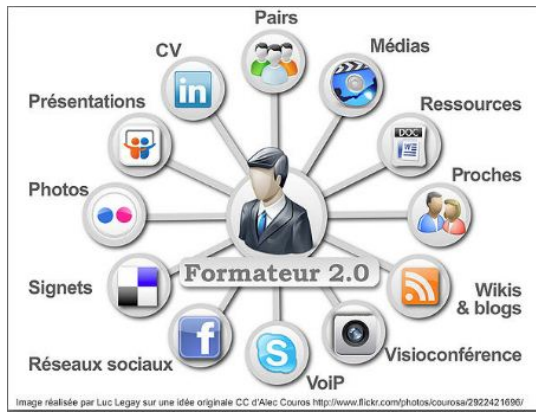 Pairs
CV
Médias
in
Présentations
Ressources
DOC
W
Photos
Proches
Formateur 2.0
Signets
Wikis
& blogs
f
S
Réseaux sociaux
Visioconférence
VoiP
Image réalisée par Luc Legay sur une idée originale CC d'Alec Couros http://www.flickr.com/photos/courosa/2922421696/